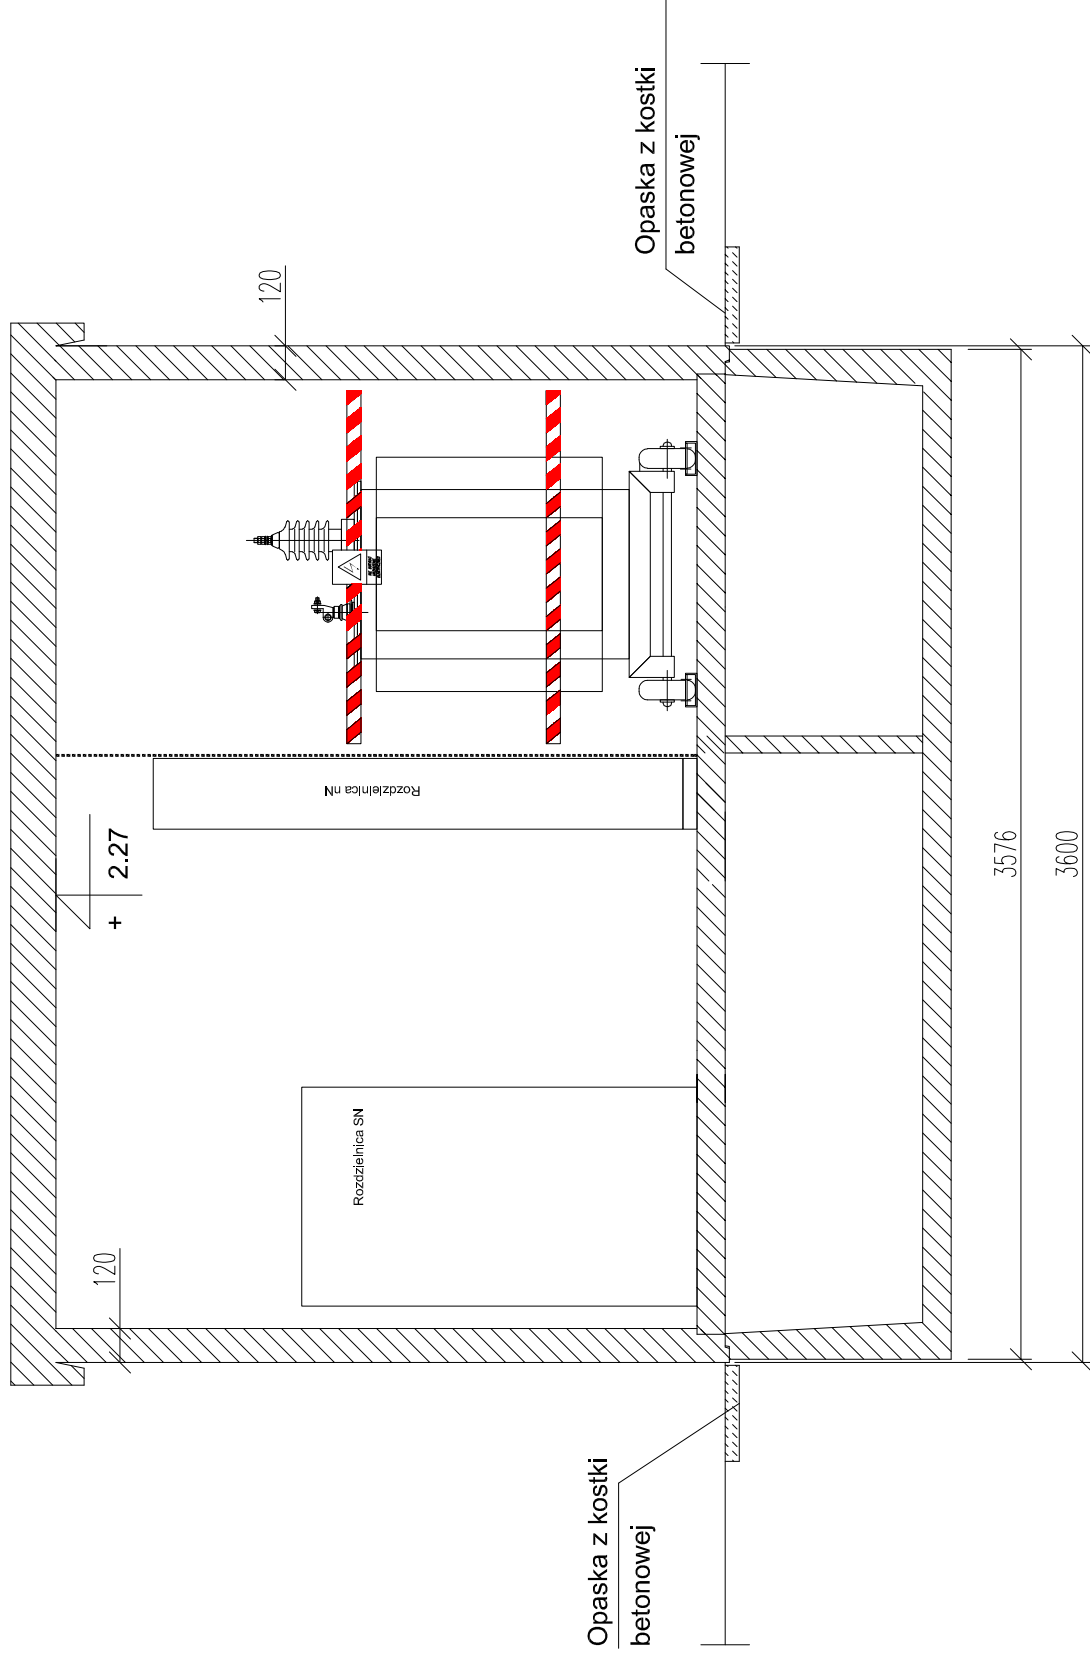 Opaska z kostki
betonowej
120
+ 2.27
Rozdzielnica nN
Rozdzielnica SN
120
3576
3600
Opaska z kostki
betonowej